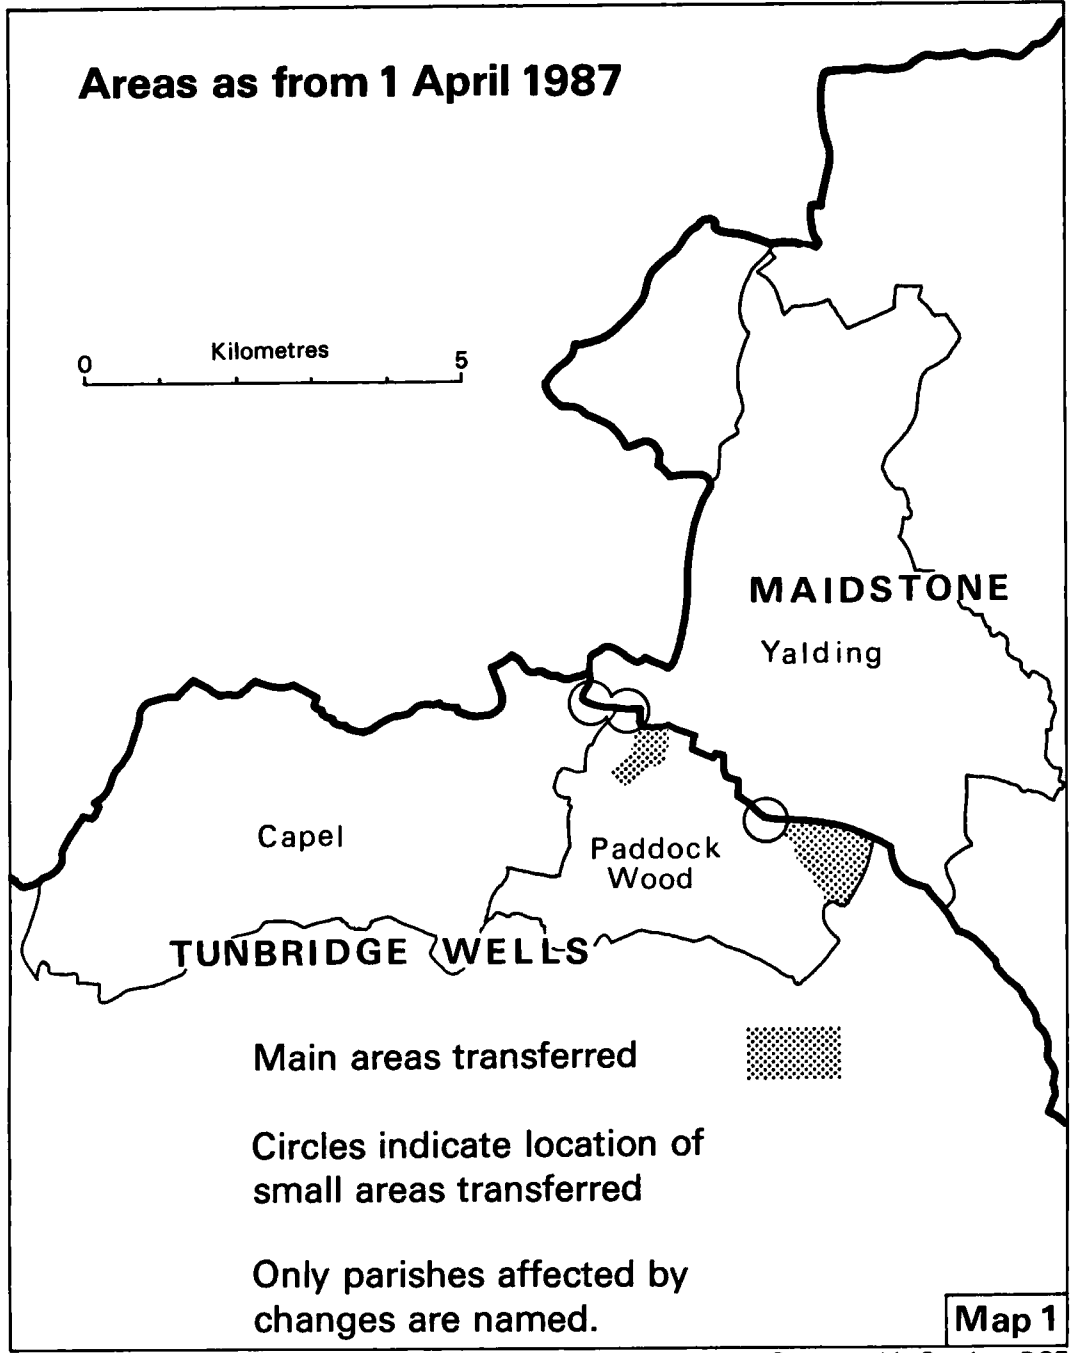 Areas as from 1 April 1987
Kilometres
0 5
MAIDSTONE
Yalding
Capel
Paddock
Wood
TUNBRIDGE WELLS
Main areas transferred
Circles indicate location of
small areas transferred
Only parishes affected by
changes are named.
Map 1